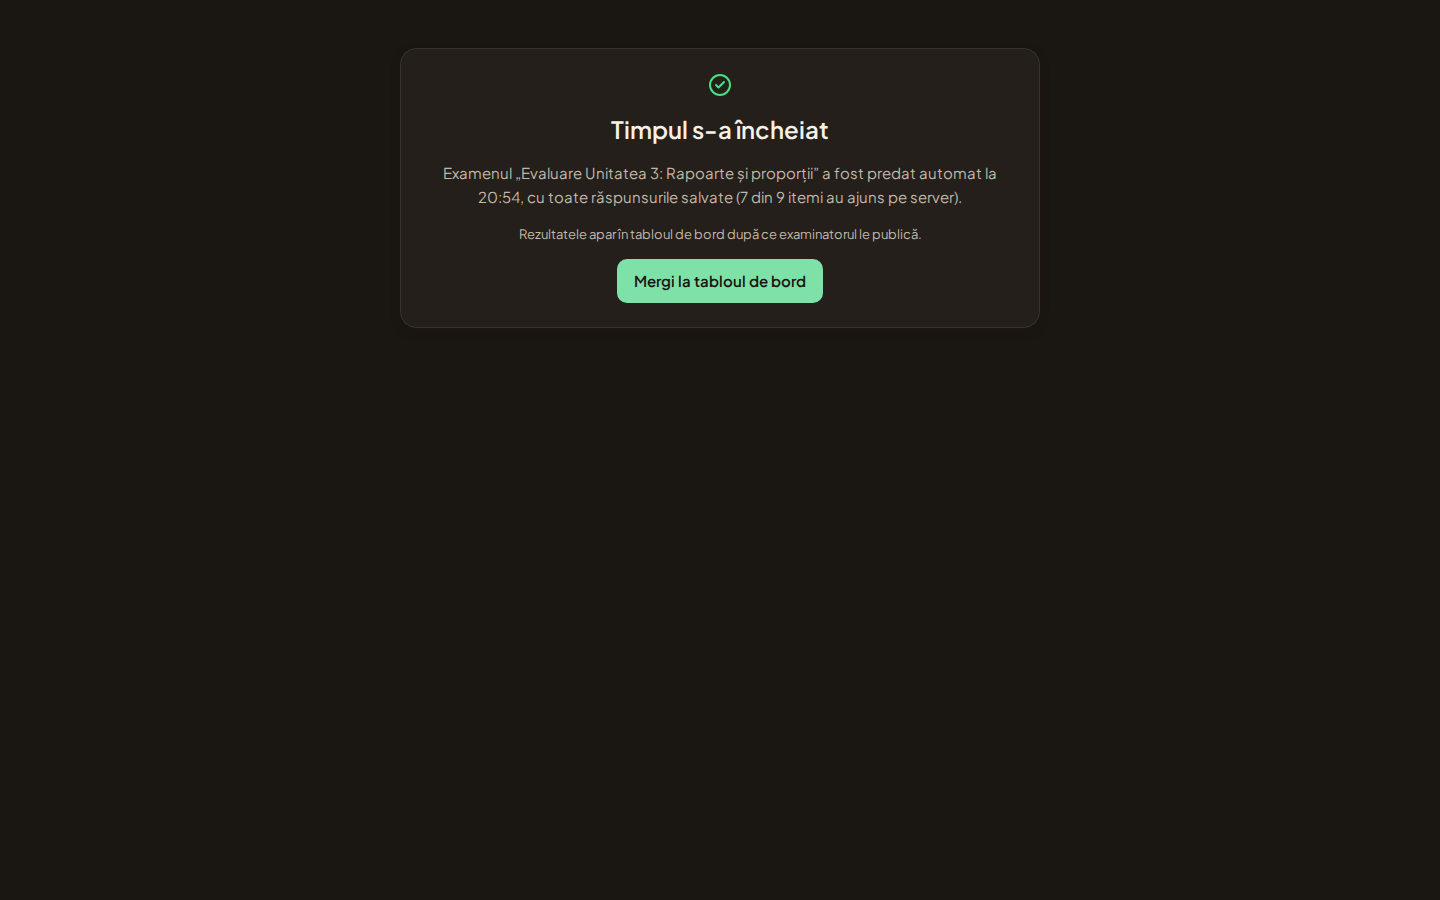 Timpul s-a încheiat
Examenul „Evaluare Unitatea 3: Rapoarte și proporții” a fost predat automat la
20:54, cu toate răspunsurile salvate (7 din 9 itemi au ajuns pe server).
Rezultatele apar în tabloul de bord după ce examinatorul le publică.
Mergi la tabloul de bord